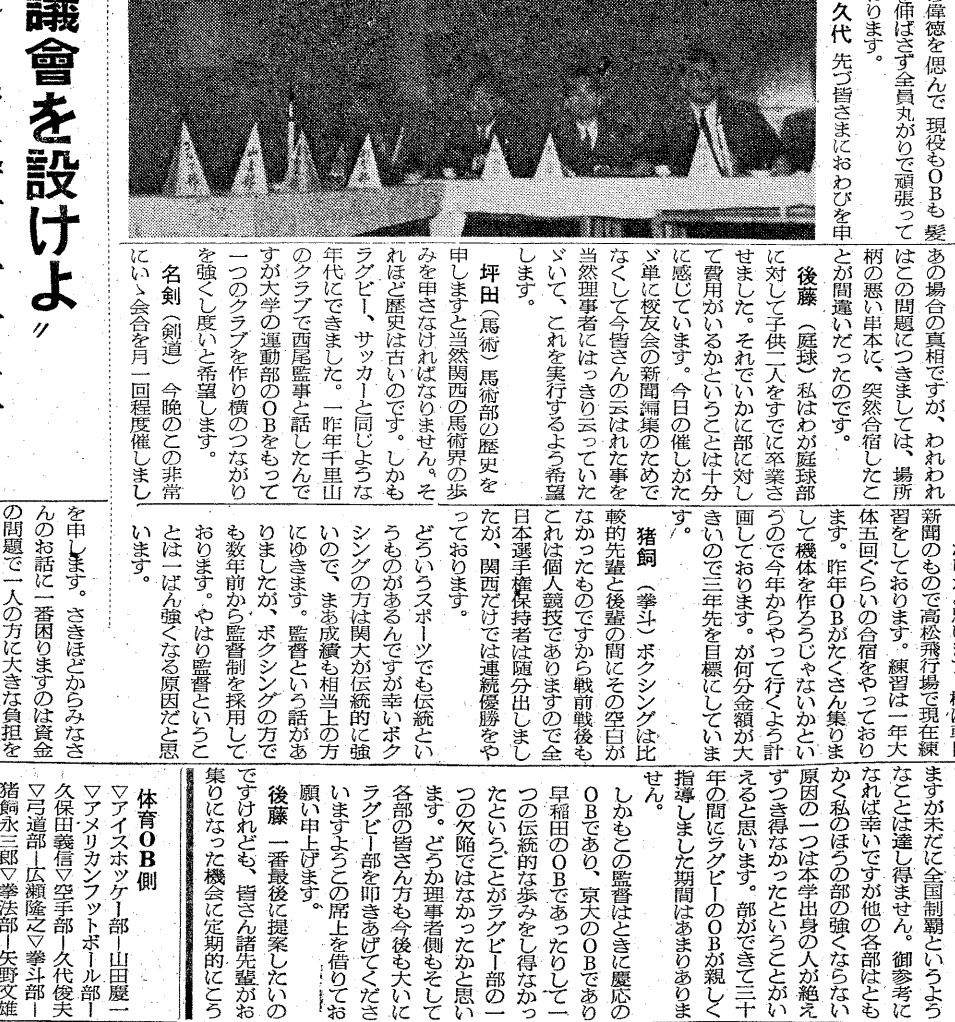 偉徳を偲んで 現役もOBも 髪
伸ばさず全員丸がりで頑張って
ります。
久代 先づ皆さまにおわびを申
議會を設けよ〃
あの場合の真相ですが、われわれ
はこの問題につきましては、場所
柄の悪い串本に、突然合宿したこ
とが間違いだったのです。
後藤（庭球）私はわが庭球部
に対して子供二人をすでに卒業さ
せました。それでいかに部に対し
て費用がいるかということは十分
に感じています。今日の催しがた
ゞ単に校友会の新聞編集のためで
なくして今皆さんの云はれた事を
当然理事者にはっきり云っていた
ゞいて、これを実行するよう希望
します。
坪田（馬術）馬術部の歴史を
申しますと当然関西の馬術界の歩
みを申さなければなりません。そ
れほど歴史は古いのです。しかも
ラグビー、サッカーと同じような
年代にできました。一昨年千里山
のクラブで西尾監事と話したんで
すが大学の運動部のOBをもって
一つのクラブを作り横のつながり
を強くし度いと希望します。
名剣（剣道）今晩のこの非常
にいゝ会合を月一回程度催しまし
新聞のもので高松飛行場で現在練
習をしております。練習は一年大
体五回ぐらいの合宿をやっており
ます。昨年OBがたくさん集りま
して機体を作ろうじゃないかとい
うので今年からやって行くよう計
画しております。が何分金額が大
きいので三年先を目標にしていま
す。
猪飼（拳斗）ボクシングは比
較的先輩と後輩の間にその空白が
なかったものですから戦前戦後も
これは個人競技でありますので全
日本選手権保持者は随分出しまし
たが、関西だけでは連続優勝をや
っております。
どういうスポーツでも伝統とい
うものがあるんですが幸いボク
シングの方は関大が伝統的に強
いので、まあ成績も相当上の方
にゆきます。監督という話があ
りましたが、ボクシングの方で
も数年前から監督制を採用して
おります。やはり監督というこ
とは一ばん強くなる原因だと思
います。
を申します。さきほどからみなさ
んのお話に一番困りますのは資金
の問題で一人の方に大きな負担を
ますが未だに全国制覇というよう
なことは達し得ません。御参考に
なれば幸いですが他の各部はとも
かく私のほうの部の強くならない
原因の一つは本学出身の人が絶え
ずつき得なかったということがい
えると思います。部ができて三十
年の間にラグビーのOBが親しく
指導しました期間はあまりありま
せん。
しかもこの監督はときに慶応の
OBであり、京大のOBであり
早稲田のOBであったりして一
つの伝統的な歩みをし得なかっ
たということがラグビー部の一
つの欠陥ではなかったかと思い
ます。どうか理事者側もそして
各部の皆さん方も今後も大いに
ラグビー部を叩きあげてくださ
いますようこの席上を借りてお
願い申上げます。
後藤 一番最後に提案したいの
ですけれども、皆さん諸先輩がお
集りになった機会に定期的にこう
体育OB側
▽アイスホッケー部―山田慶一
▽アメリカンフットボール部―
久保田義信▽空手部―久代俊夫
▽弓道部―広瀬隆之▽拳斗部―
猪飼永三郎▽拳法部―矢野文雄